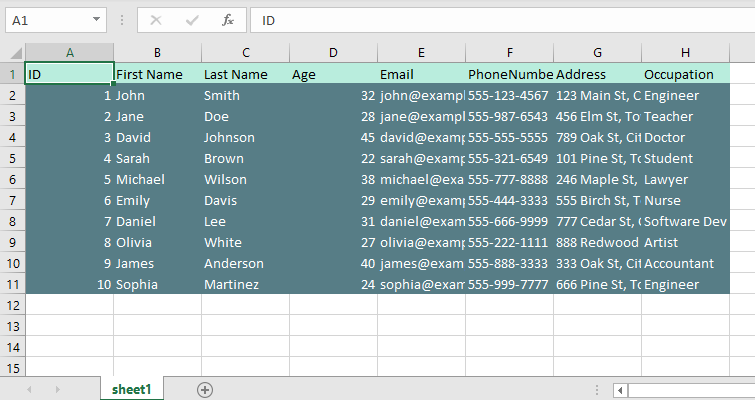 A1 fx ID
A B C D E F G H
1 ID First Name Last Name Age Email PhoneNumbe Address Occupation
2 1 John Smith 32 john@exampl 555-123-4567 123 Main St, C Engineer
3 2 Jane Doe 28 jane@exampl 555-987-6543 456 Elm St, To Teacher
4 3 David Johnson 45 david@examp 555-555-5555 789 Oak St, Cit Doctor
5 4 Sarah Brown 22 sarah@exam 555-321-6549 101 Pine St, To Student
6 5 Michael Wilson 38 michael@exa 555-777-8888 246 Maple St, Lawyer
7 6 Emily Davis 29 emily@examp 555-444-3333 555 Birch St, T Nurse
8 7 Daniel Lee 31 daniel@exam 555-666-9999 777 Cedar St, C Software Dev
9 8 Olivia White 27 olivia@examp 555-222-1111 888 Redwood Artist
10 9 James Anderson 40 james@exam 555-888-3333 333 Oak St, Cit Accountant
11 10 Sophia Martinez 24 sophia@exam 555-999-7777 666 Pine St, To Engineer
12
13
14
15
sheet1